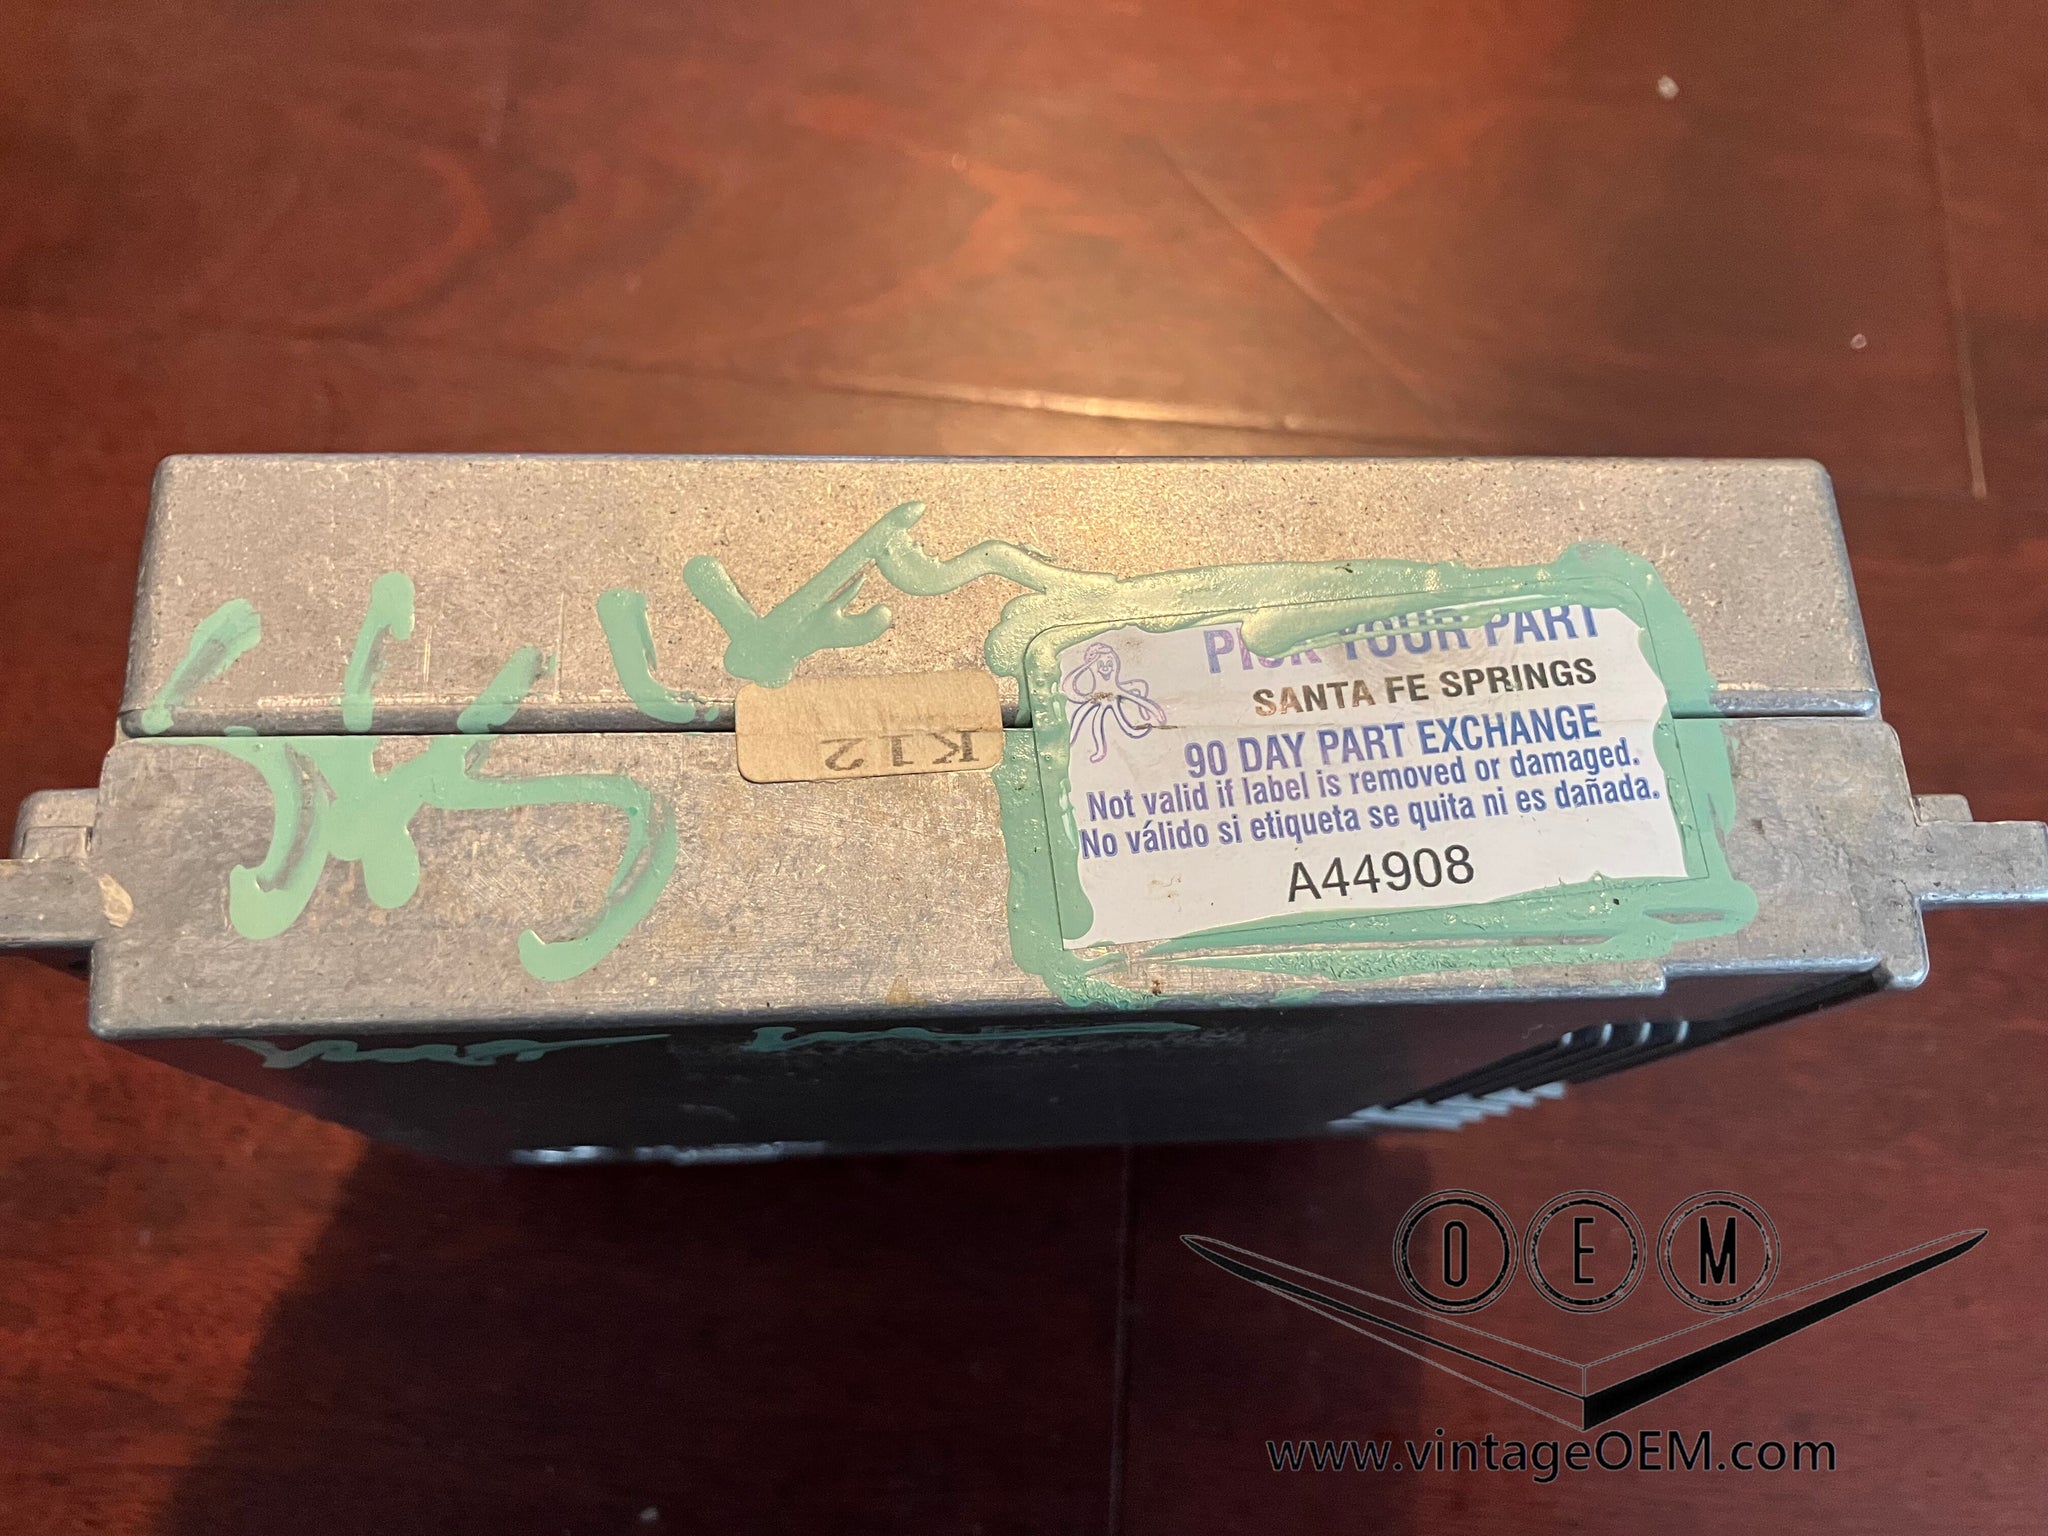 K12
PICK YOUR PART
SANTA FE SPRINGS
90 DAY PART EXCHANGE
Not valid if label is removed or damaged.
No válido si etiqueta se quita ni es dañada.
A44908
OEM
www.vintageOEM.com